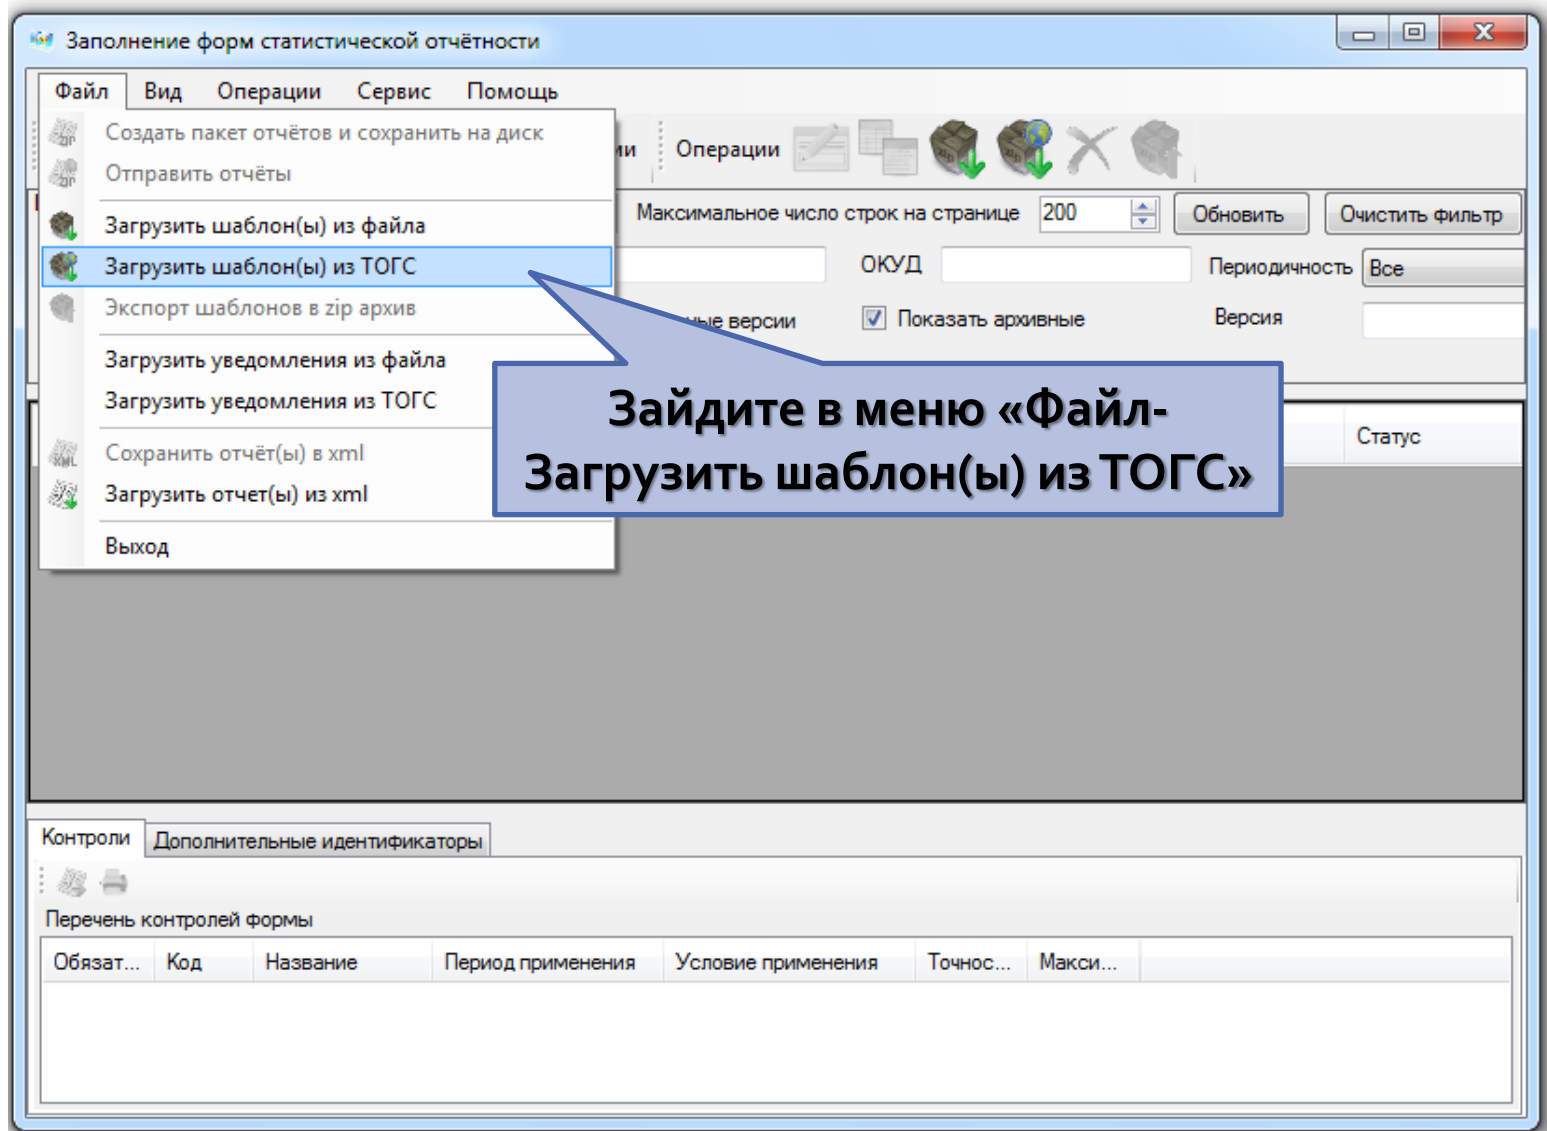 Заполнение форм статистической отчётности
Файл Вид Операции Сервис Помощь
Создать пакет отчётов и сохранить на диск
Отправить отчёты
Загрузить шаблон(ы) из файла
Загрузить шаблон(ы) из ТОГС
Экспорт шаблонов в zip архив
Загрузить уведомления из файла
Загрузить уведомления из ТОГС
Сохранить отчёт(ы) в xml
Загрузить отчет(ы) из xml
Выход
Операции
Максимальное число строк на странице 200 Обновить Очистить фильтр
ОКУД Периодичность Все
версии Показать архивные Версия
Зайдите в меню «Файл-
Загрузить шаблон(ы) из ТОГС»
Статус
Контроли Дополнительные идентификаторы
Перечень контролей формы
Обязат... Код Название Период применения Условие применения Точнос... Макси...